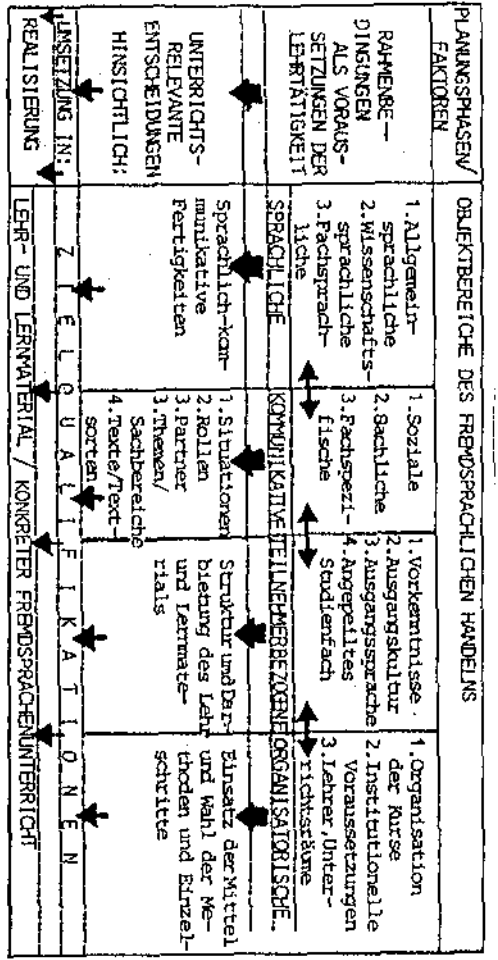 PLANUNGSPHASEN/
FAKTOREN
OBJEKTBEREICHE DES FREMDSPRACHLICHEN HANDELNS
RAHMENBE-
DINGUNGEN
ALS VORAUS-
SETZUNGEN DER
LEHRTÄTIGKEIT
1.Allgemein-
sprachliche
2.Wissenschafts-
sprachliche
3.Fachsprach-
liche
1.Soziale
2.Sachliche
3.Fachspezi-
fische
1.Vorkenntnisse
2.Ausgangskultur
3.Ausgangssprache
4.Angepeiltes
Studienfach
1.Organisation
der Kurse
2.Institutionelle
Voraussetzungen
3.Lehrer,Unter-
richtsräume
SPRACHLICHE
KOMMUNIKATIVE
TEILNEHMERBEZOGENE
ORGANISATORISCHE..
UNTERRICHTS-
RELEVANTE
ENTSCHEIDUNGEN
HINSICHTLICH:
Sprachlich-kom-
munikative
Fertigkeiten
1.Situationen
2.Rollen
3.Partner
3.Themen/
Sachbereiche
4.Texte/Text-
sorten
Struktur und Dar-
bietung des Lehr
und Lernmate-
rials
Einsatz der Mittel
und Wahl der Me-
thoden und Einzel-
schritte
UMSETZUNG IN:
Z I E L Q U A L I F I K A T I O N E N
REALISIERUNG
LEHR- UND LERNMATERIAL / KONKRETER FREMDSPRACHENUNTERRICHT